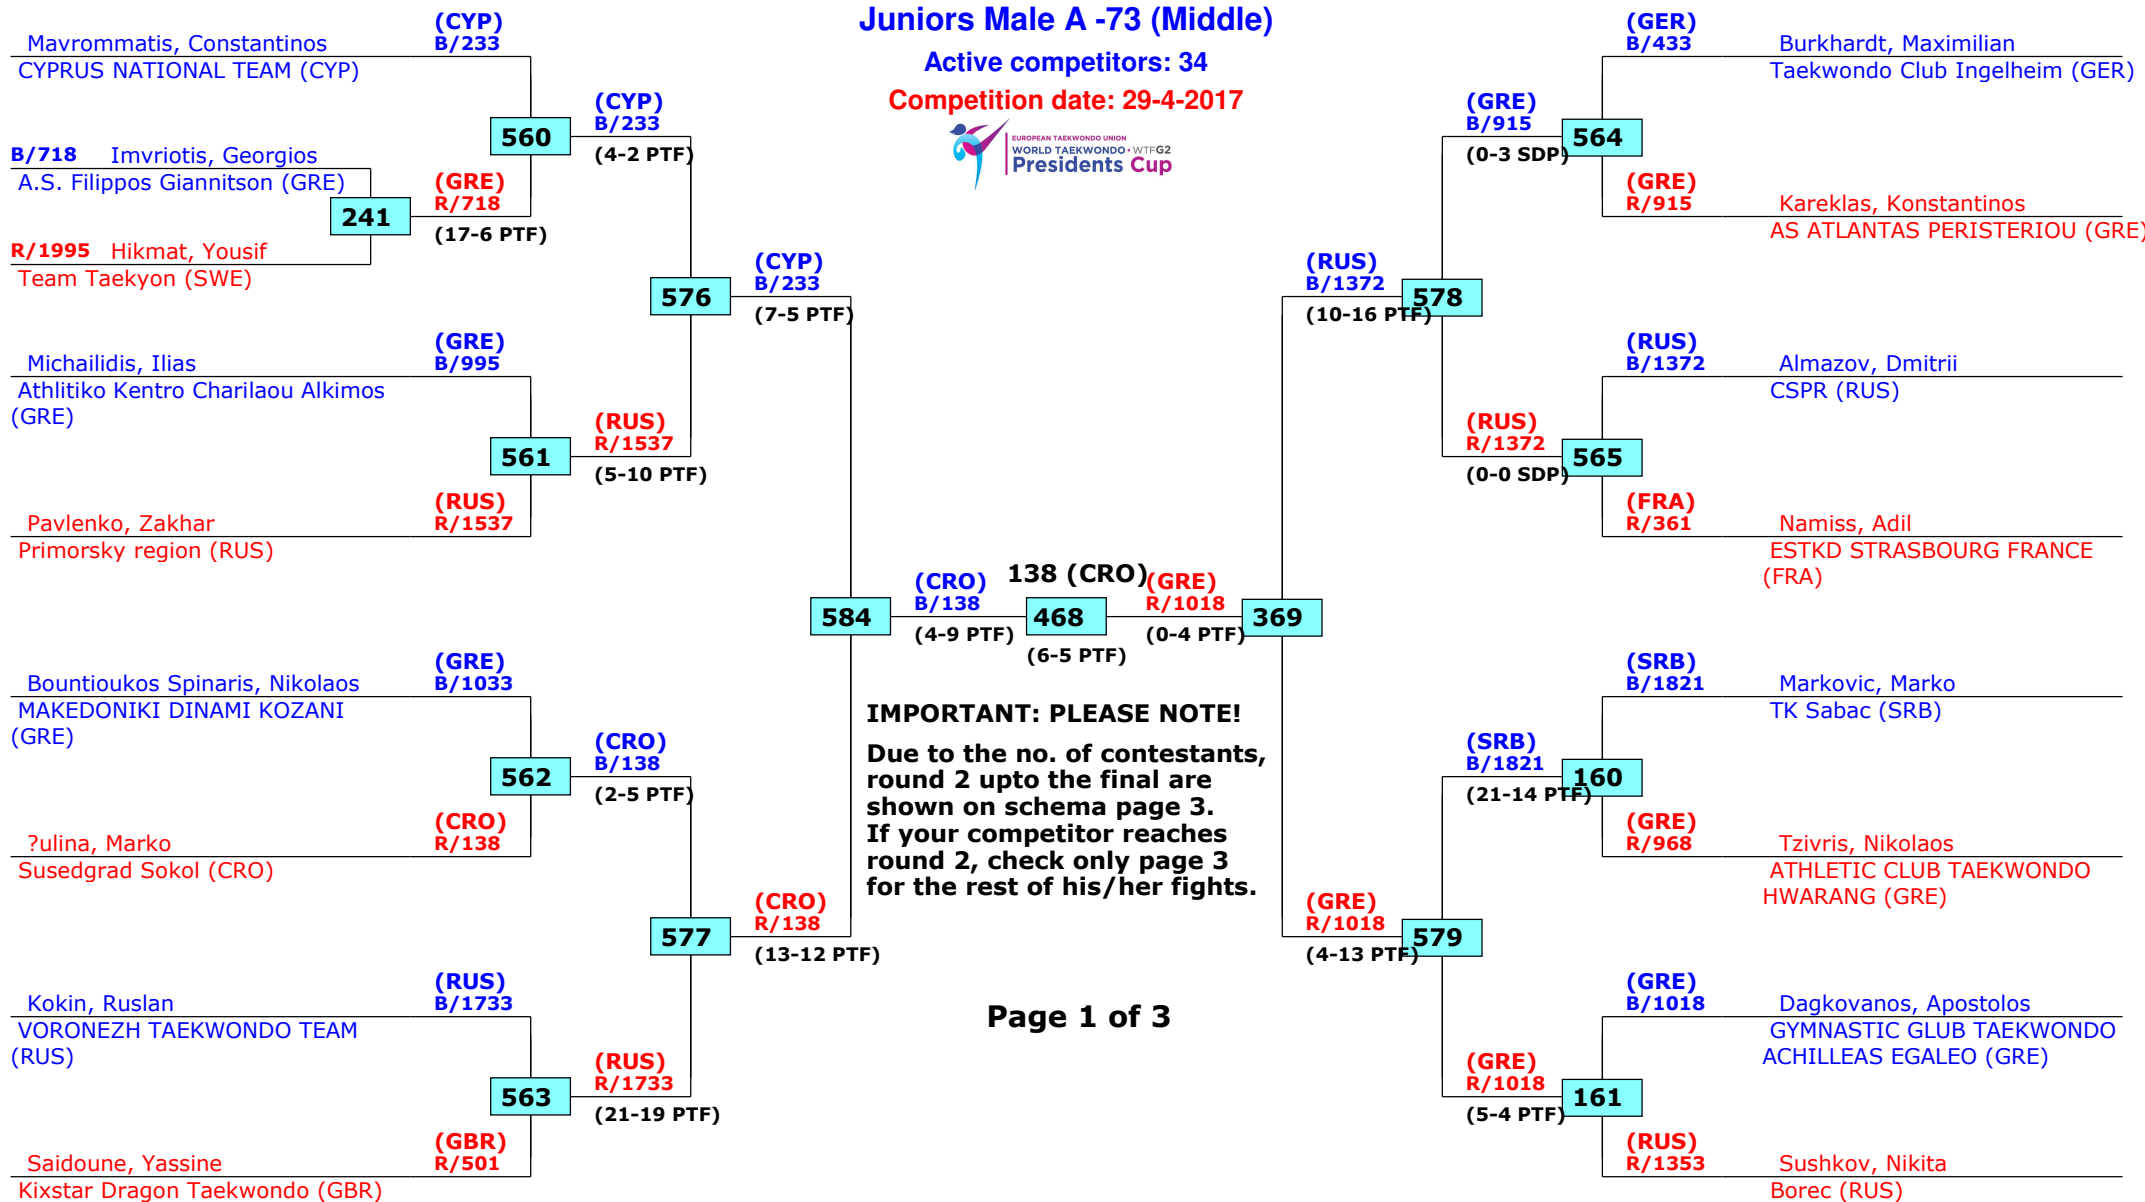 Juniors Male A -73 (Middle)
Active competitors: 34
Competition date: 29-4-2017
EUROPEAN TAEKWONDO UNION
WORLD TAEKWONDO • WTFG2
Presidents Cup
(CYP)
Mavrommatis, Constantinos B/233
CYPRUS NATIONAL TEAM (CYP)
560
(CYP)
B/233
(4-2 PTF)
B/718 Imvriotis, Georgios
A.S. Filippos Giannitson (GRE)
241
(GRE)
R/718
(17-6 PTF)
R/1995 Hikmat, Yousif
Team Taekyon (SWE)
576
(CYP)
B/233
(7-5 PTF)
(GRE)
Michailidis, Ilias B/995
Athlitiko Kentro Charilaou Alkimos
(GRE)
561
(RUS)
R/1537
(5-10 PTF)
(RUS)
Pavlenko, Zakhar R/1537
Primorsky region (RUS)
584
(CRO)
B/138
(4-9 PTF)
138 (CRO)
468
(6-5 PTF)
(GRE)
R/1018
(0-4 PTF)
369
(GRE)
Bountioukos Spinaris, Nikolaos B/1033
MAKEDONIKI DINAMI KOZANI
(GRE)
562
(CRO)
B/138
(2-5 PTF)
(CRO)
?ulina, Marko R/138
Susedgrad Sokol (CRO)
577
(CRO)
R/138
(13-12 PTF)
(RUS)
Kokin, Ruslan B/1733
VORONEZH TAEKWONDO TEAM
(RUS)
563
(RUS)
R/1733
(21-19 PTF)
(GBR)
Saidoune, Yassine R/501
Kixstar Dragon Taekwondo (GBR)
IMPORTANT: PLEASE NOTE!
Due to the no. of contestants,
round 2 upto the final are
shown on schema page 3.
If your competitor reaches
round 2, check only page 3
for the rest of his/her fights.
Page 1 of 3
(GER)
B/433 Burkhardt, Maximilian
Taekwondo Club Ingelheim (GER)
(GRE)
B/915
(0-3 SDP)
564
(GRE)
R/915 Kareklas, Konstantinos
AS ATLANTAS PERISTERIOU (GRE)
(RUS)
B/1372
(10-16 PTF)
578
(RUS)
B/1372 Almazov, Dmitrii
CSPR (RUS)
(RUS)
R/1372
(0-0 SDP)
565
(FRA)
R/361 Namiss, Adil
ESTKD STRASBOURG FRANCE
(FRA)
(SRB)
B/1821 Markovic, Marko
TK Sabac (SRB)
(SRB)
B/1821
(21-14 PTF)
160
(GRE)
R/968 Tzivris, Nikolaos
ATHLETIC CLUB TAEKWONDO
HWARANG (GRE)
(GRE)
R/1018
(4-13 PTF)
579
(GRE)
B/1018 Dagkovanos, Apostolos
GYMNASTIC GLUB TAEKWONDO
ACHILLEAS EGALEO (GRE)
(GRE)
R/1018
(5-4 PTF)
161
(RUS)
R/1353 Sushkov, Nikita
Borec (RUS)